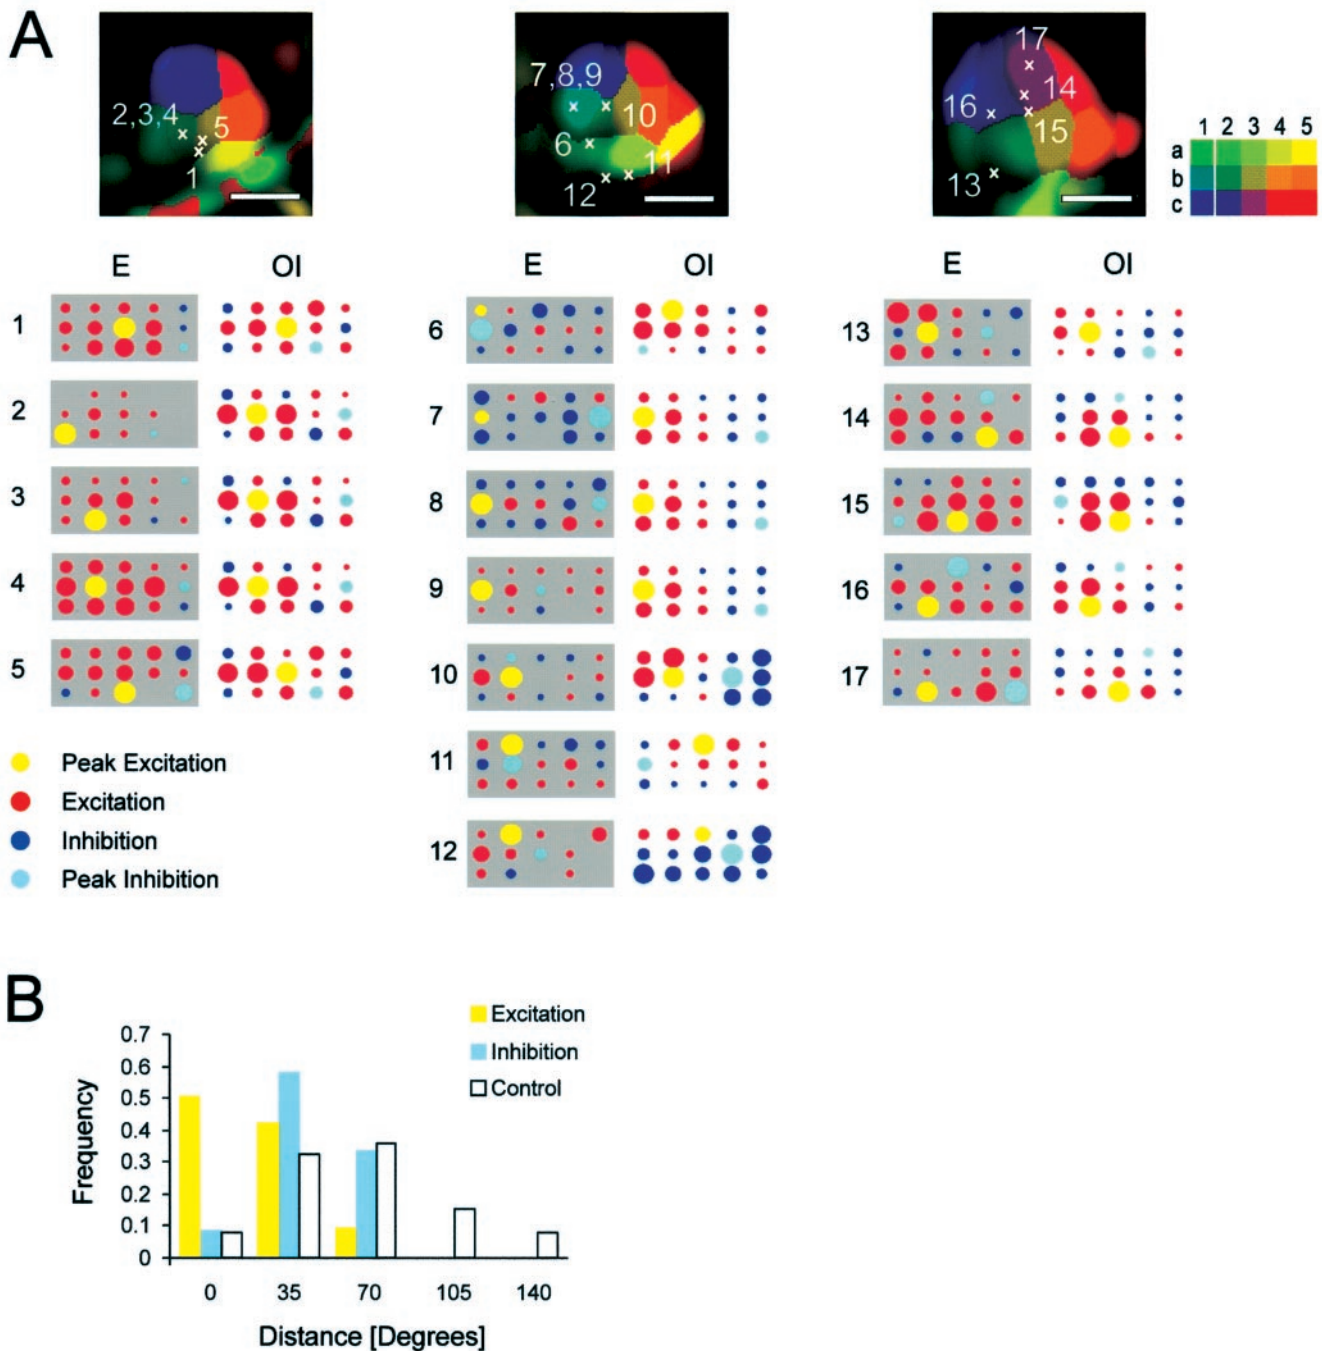 A
2,3,4
5
1
7,8,9
10
6
11
12
17
14
16
15
13
1 2 3 4 5
a
b
c
E OI
E OI
E OI
1
2
3
4
5
6
7
8
9
10
11
12
13
14
15
16
17
Peak Excitation
Excitation
Inhibition
Peak Inhibition
B
Excitation
Inhibition
Control
Frequency
0.7
0.6
0.5
0.4
0.3
0.2
0.1
0
0 35 70 105 140
Distance [Degrees]